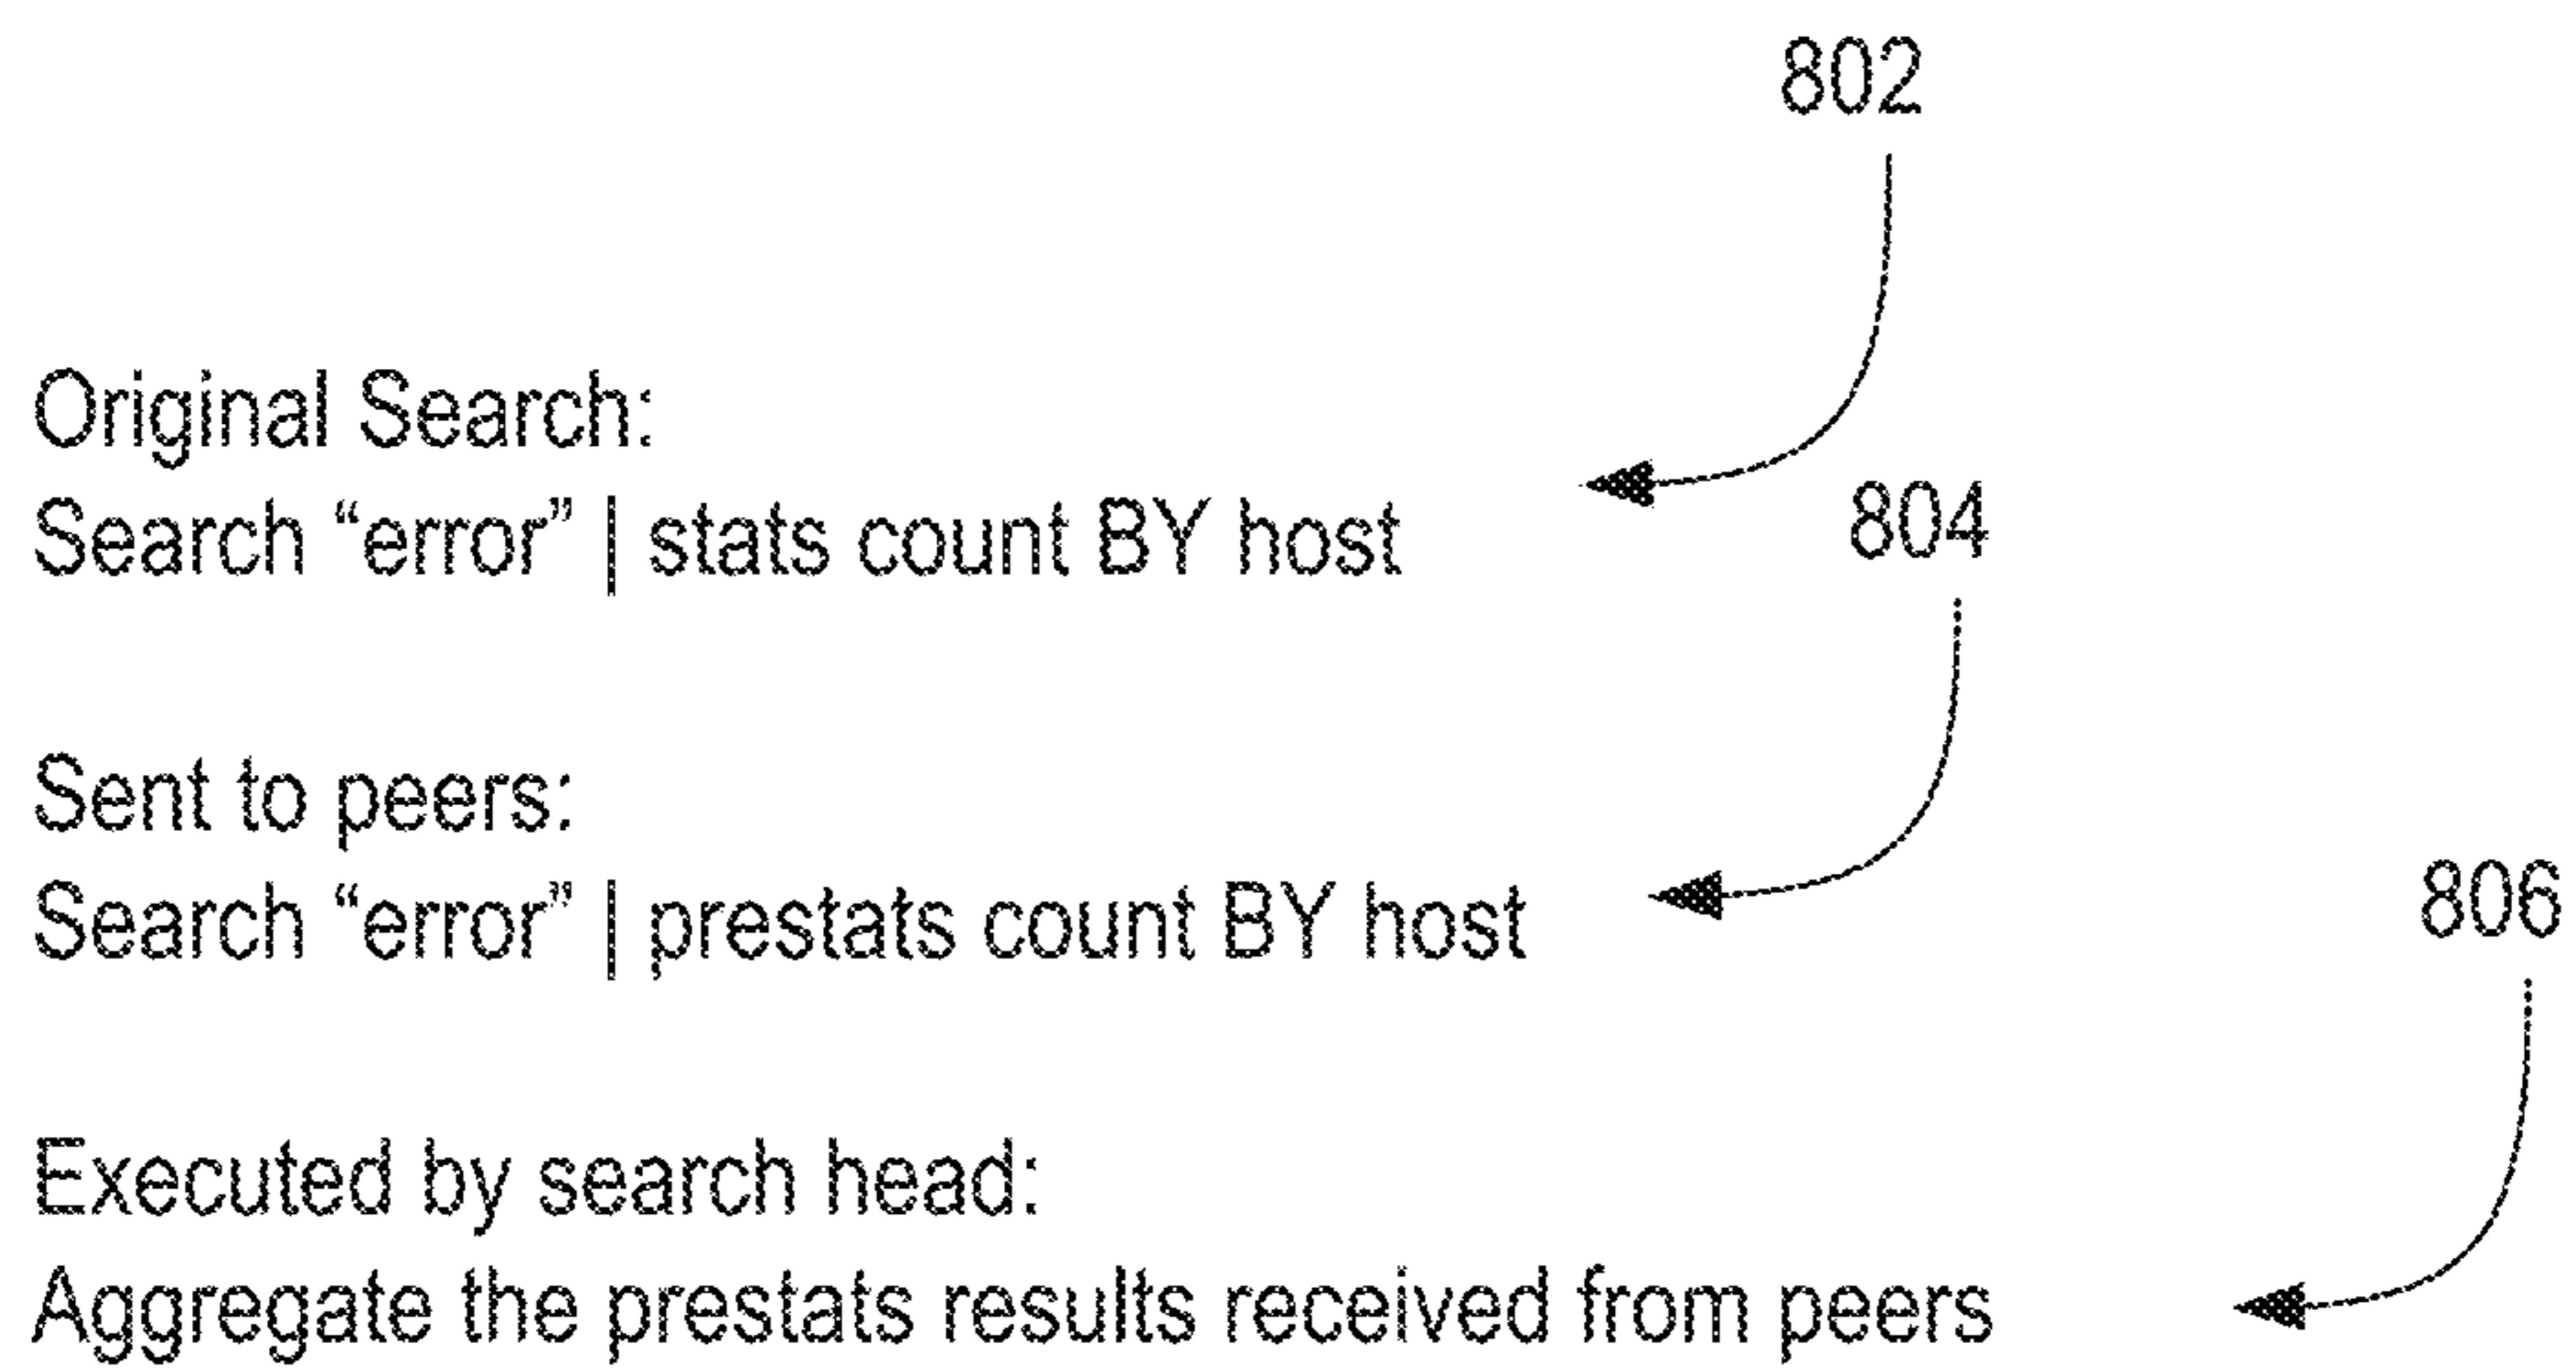 802
Original Search:
Search “error” | stats count BY host
804
Sent to peers:
Search “error” | prestats count BY host
806
Executed by search head:
Aggregate the prestats results received from peers